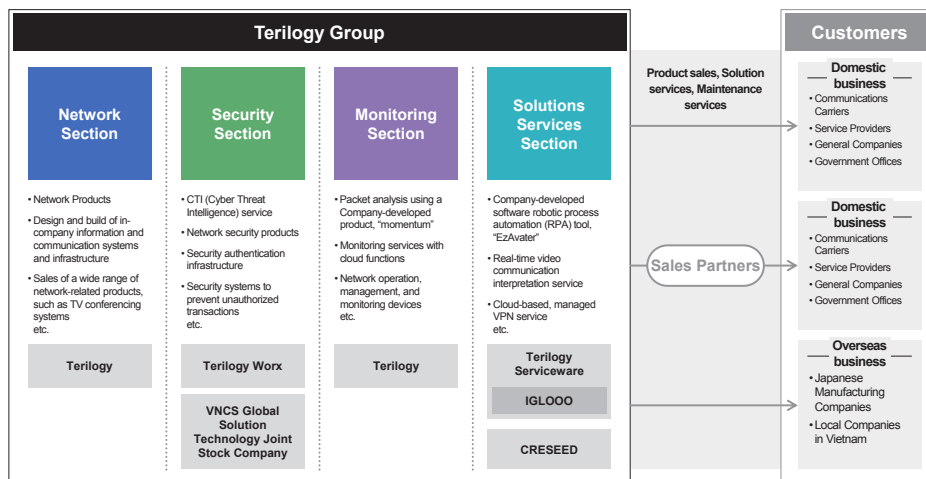 Terilogy Group
Network
Section
• Network Products
• Design and build of in-
company information and
communication systems
and infrastructure
• Sales of a wide range of
network-related products,
such as TV conferencing
systems
etc.
Terilogy
Security
Section
• CTI (Cyber Threat
Intelligence) service
• Network security products
• Security authentication
infrastructure
• Security systems to
prevent unauthorized
transactions
etc.
Terilogy Worx
VNCS Global
Solution
Technology Joint
Stock Company
Monitoring
Section
• Packet analysis using a
Company-developed
product, “momentum”
• Monitoring services with
cloud functions
• Network operation,
management, and
monitoring devices
etc.
Terilogy
Solutions
Services
Section
• Company-developed
software robotic process
automation (RPA) tool,
“EzAvater”
• Real-time video
communication
interpretation service
• Cloud-based, managed
VPN service
etc.
Terilogy
Serviceware
IGLOOO
CRESEED
Product sales, Solution
services, Maintenance
services
Sales Partners
Customers
Domestic
business
• Communications
Carriers
• Service Providers
• General Companies
• Government Offices
Domestic
business
• Communications
Carriers
• Service Providers
• General Companies
• Government Offices
Overseas
business
• Japanese
Manufacturing
Companies
• Local Companies
in Vietnam